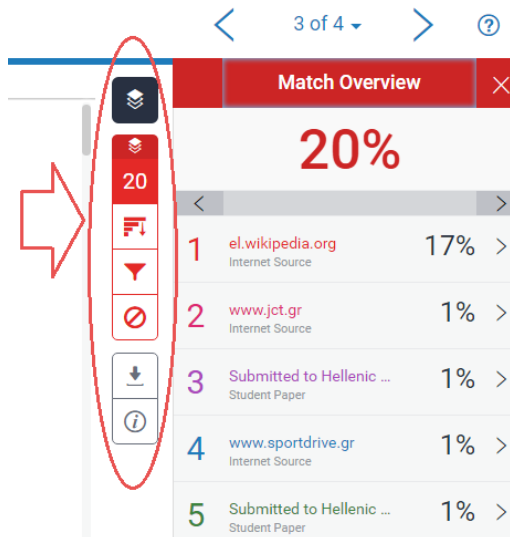 3 of 4
Match Overview
20%
20
1 el.wikipedia.org 17%
Internet Source
2 www.jct.gr 1%
Internet Source
3 Submitted to Hellenic ... 1%
Student Paper
4 www.sportdrive.gr 1%
Internet Source
5 Submitted to Hellenic ... 1%
Student Paper